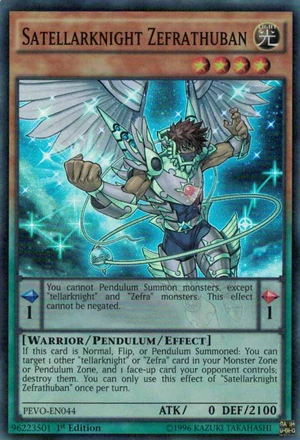 SATELLARKNIGHT ZEFRATHUBAN
LIGHT
光
You cannot Pendulum Summon monsters, except
"tellarknight" and "Zefra" monsters. This effect
cannot be negated.
1
1
[WARRIOR/PENDULUM/EFFECT]
If this card is Normal, Flip, or Pendulum Summoned: You can
target 1 other "tellarknight" or "Zefra" card in your Monster Zone
or Pendulum Zone, and 1 face-up card your opponent controls;
destroy them. You can only use this effect of "Satellarknight
Zefrathuban" once per turn.
PEVO-EN044
ATK/ 0 DEF/2100
96223501 1st Edition
©1996 KAZUKI TAKAHASHI